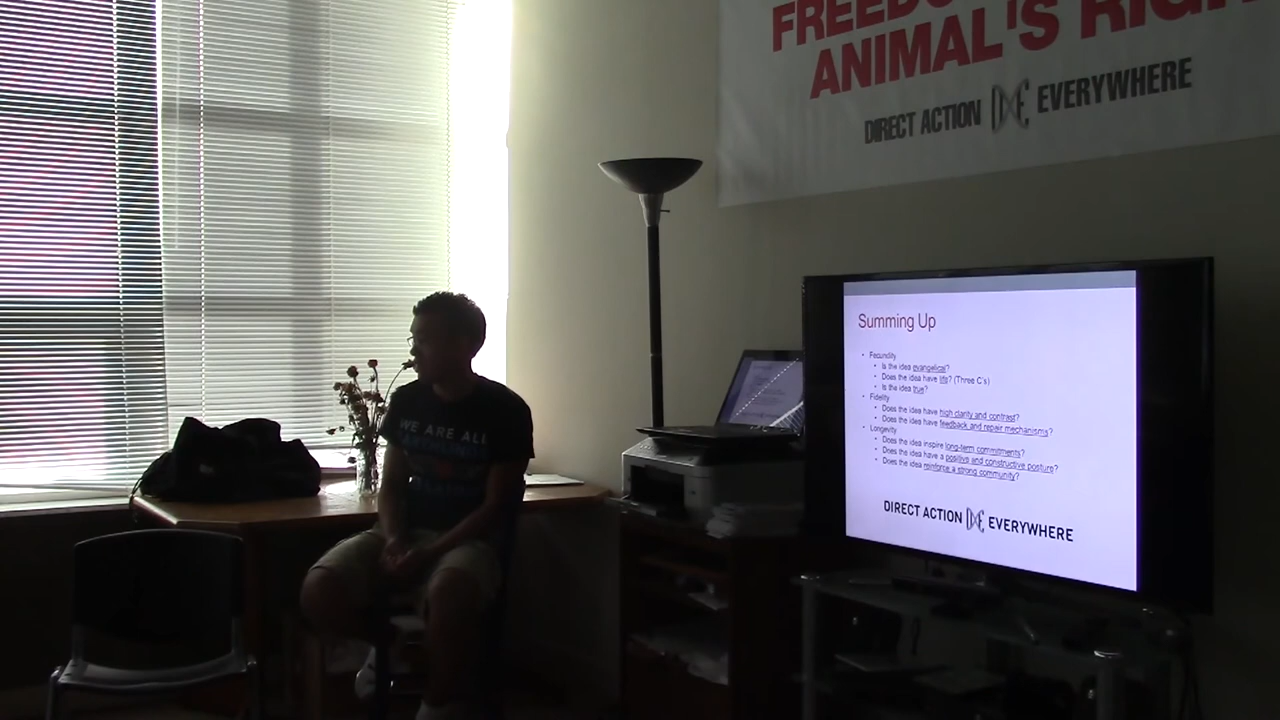 FREEDO
ANIMAL'S RIGH
DIRECT ACTION DXE EVERYWHERE
WE ARE ALL
Summing Up
• Fecundity
• Is the idea evangelical?
• Does the idea have life? (Three C's)
• Is the idea true?
• Fidelity
• Does the idea have high clarity and contrast?
• Does the idea have feedback and repair mechanisms?
• Longevity
• Does the idea inspire long-term commitments?
• Does the idea have a positive and constructive posture?
• Does the idea reinforce a strong community?
DIRECT ACTION DXE EVERYWHERE